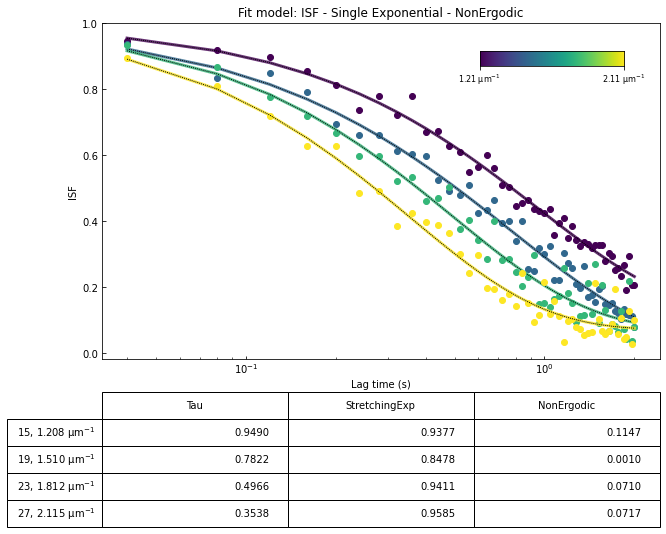 Fit model: ISF - Single Exponential - NonErgodic
1.0
0.8
0.6
0.4
0.2
0.0
ISF
1.21 μm⁻¹ 2.11 μm⁻¹
10⁻¹ 10⁰
Lag time (s)
Tau StretchingExp NonErgodic
15, 1.208 μm⁻¹ 0.9490 0.9377 0.1147
19, 1.510 μm⁻¹ 0.7822 0.8478 0.0010
23, 1.812 μm⁻¹ 0.4966 0.9411 0.0710
27, 2.115 μm⁻¹ 0.3538 0.9585 0.0717